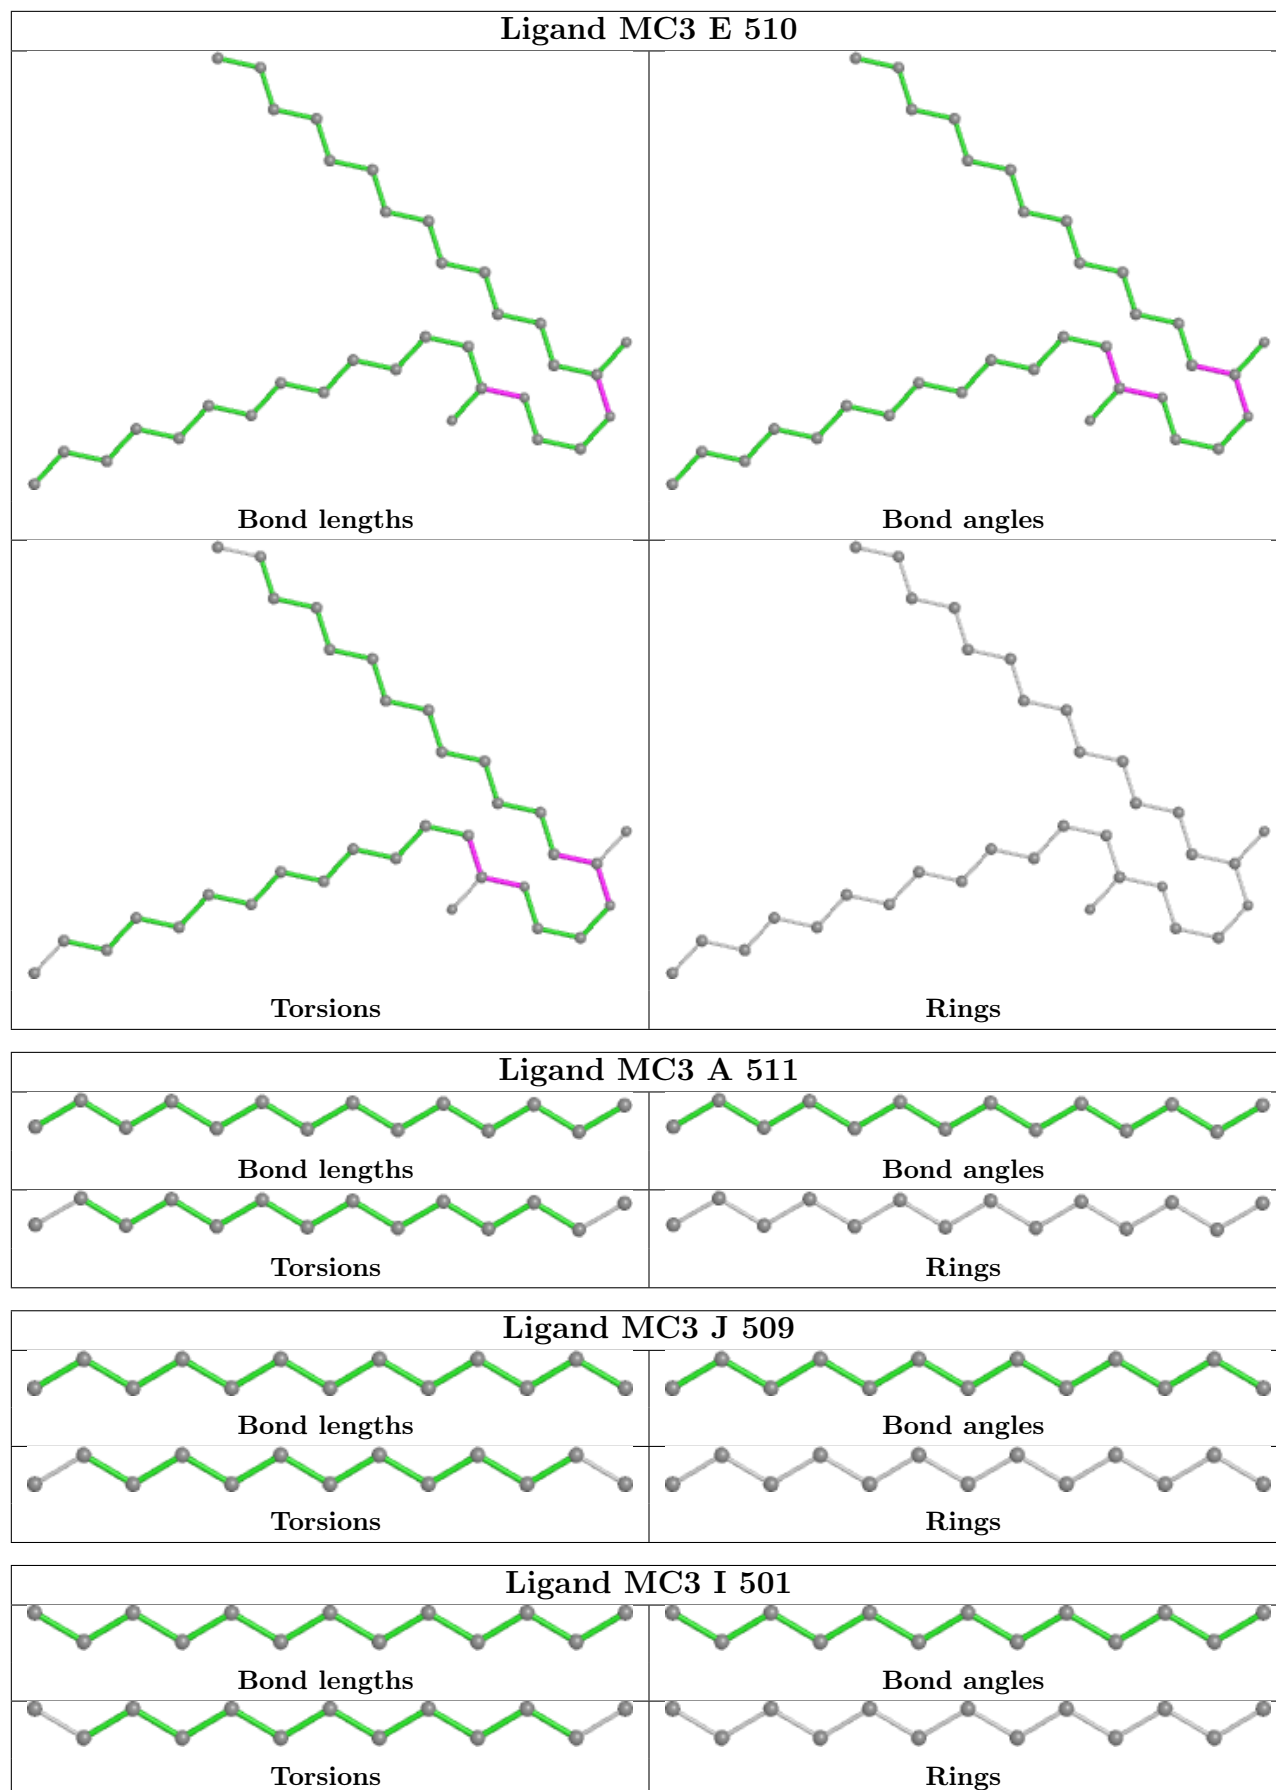 Ligand MC3 E 510
Bond lengths
Bond angles
Torsions
Rings
Ligand MC3 A 511
Bond lengths
Bond angles
Torsions
Rings
Ligand MC3 J 509
Bond lengths
Bond angles
Torsions
Rings
Ligand MC3 I 501
Bond lengths
Bond angles
Torsions
Rings